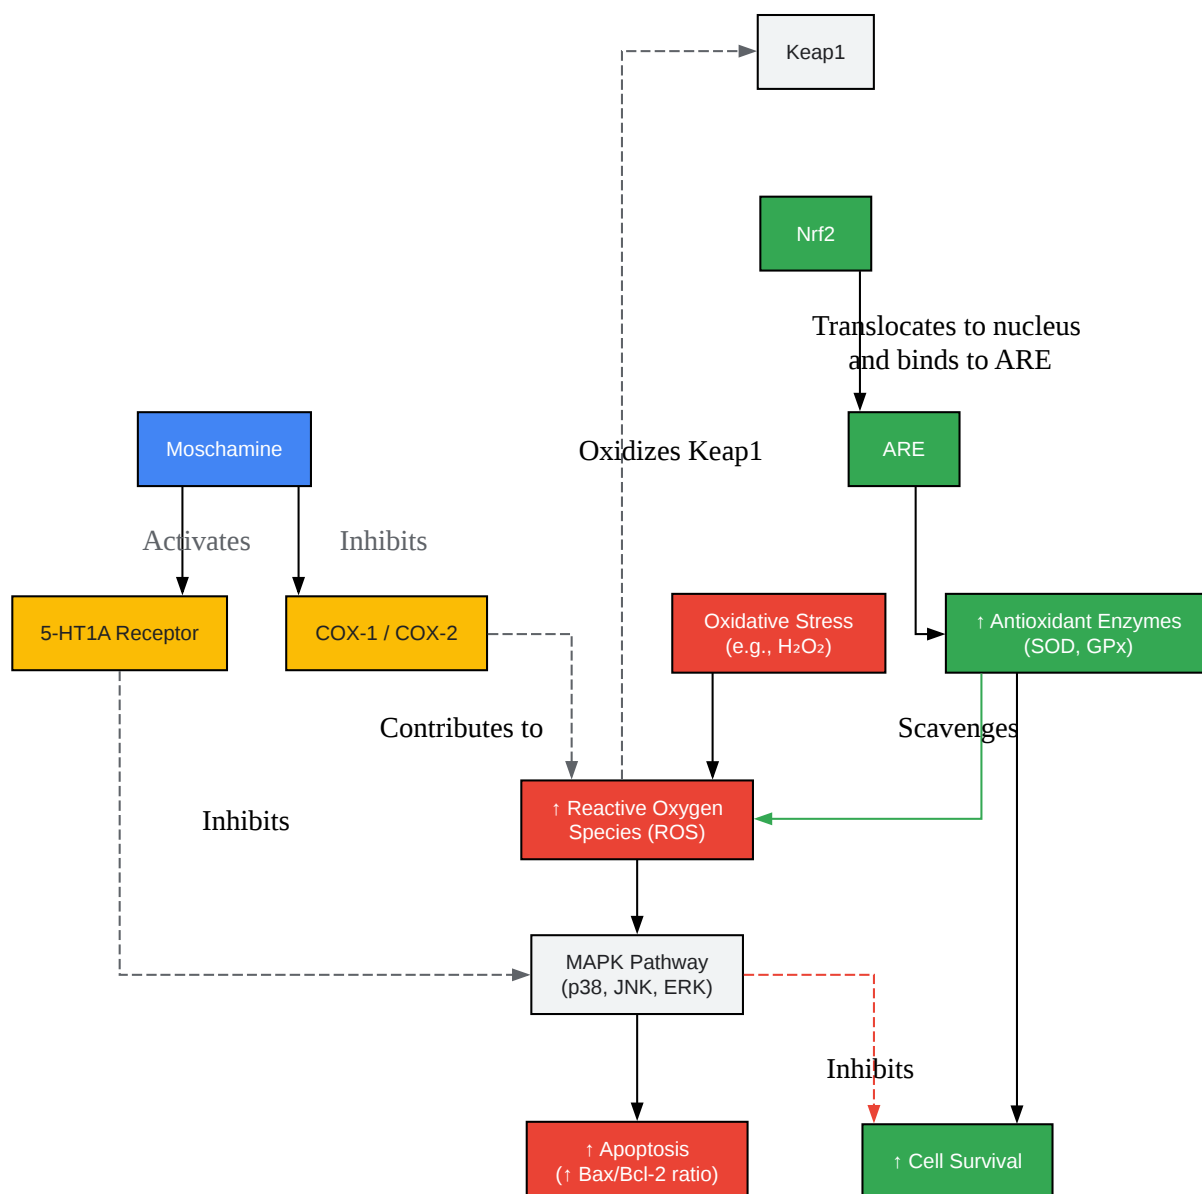 Keap1
Nrf2
Translocates to nucleus
and binds to ARE
Moschamine
Oxidizes Keap1
ARE
Activates
Inhibits
5-HT1A Receptor
COX-1 / COX-2
Oxidative Stress
(e.g., H₂O₂)
↑ Antioxidant Enzymes
(SOD, GPx)
Contributes to
Scavenges
Inhibits
↑ Reactive Oxygen
Species (ROS)
MAPK Pathway
(p38, JNK, ERK)
Inhibits
↑ Apoptosis
(↑ Bax/Bcl-2 ratio)
↑ Cell Survival